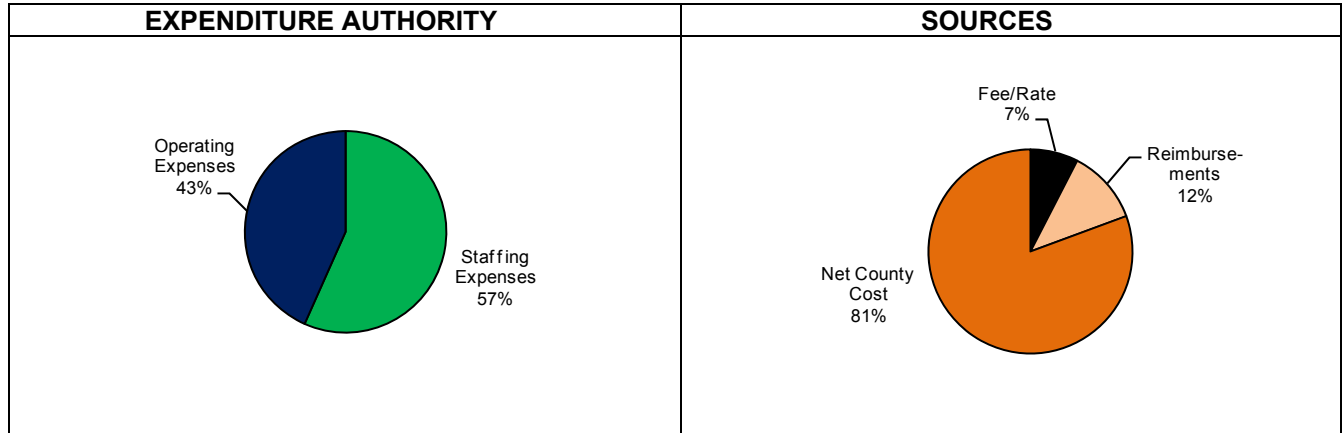 EXPENDITURE AUTHORITY
Operating
Expenses
43%
Staffing
Expenses
57%
SOURCES
Fee/Rate
7%
Reimburse-
ments
12%
Net County
Cost
81%